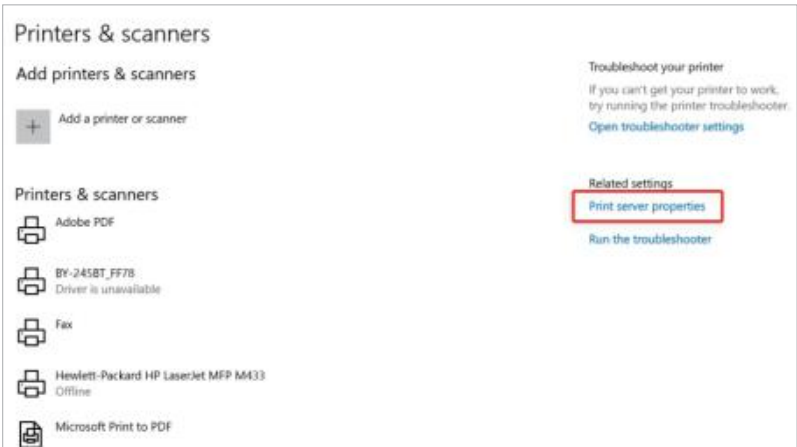 Printers & scanners
Add printers & scanners
Add a printer or scanner
Printers & scanners
Adobe PDF
BY-245BT_FF78
Driver is unavailable
Fax
Hewlett-Packard HP LaserJet MFP M433
Offline
Microsoft Print to PDF
Troubleshoot your printer
If you can't get your printer to work,
try running the printer troubleshooter.
Open troubleshooter settings
Related settings
Print server properties
Run the troubleshooter